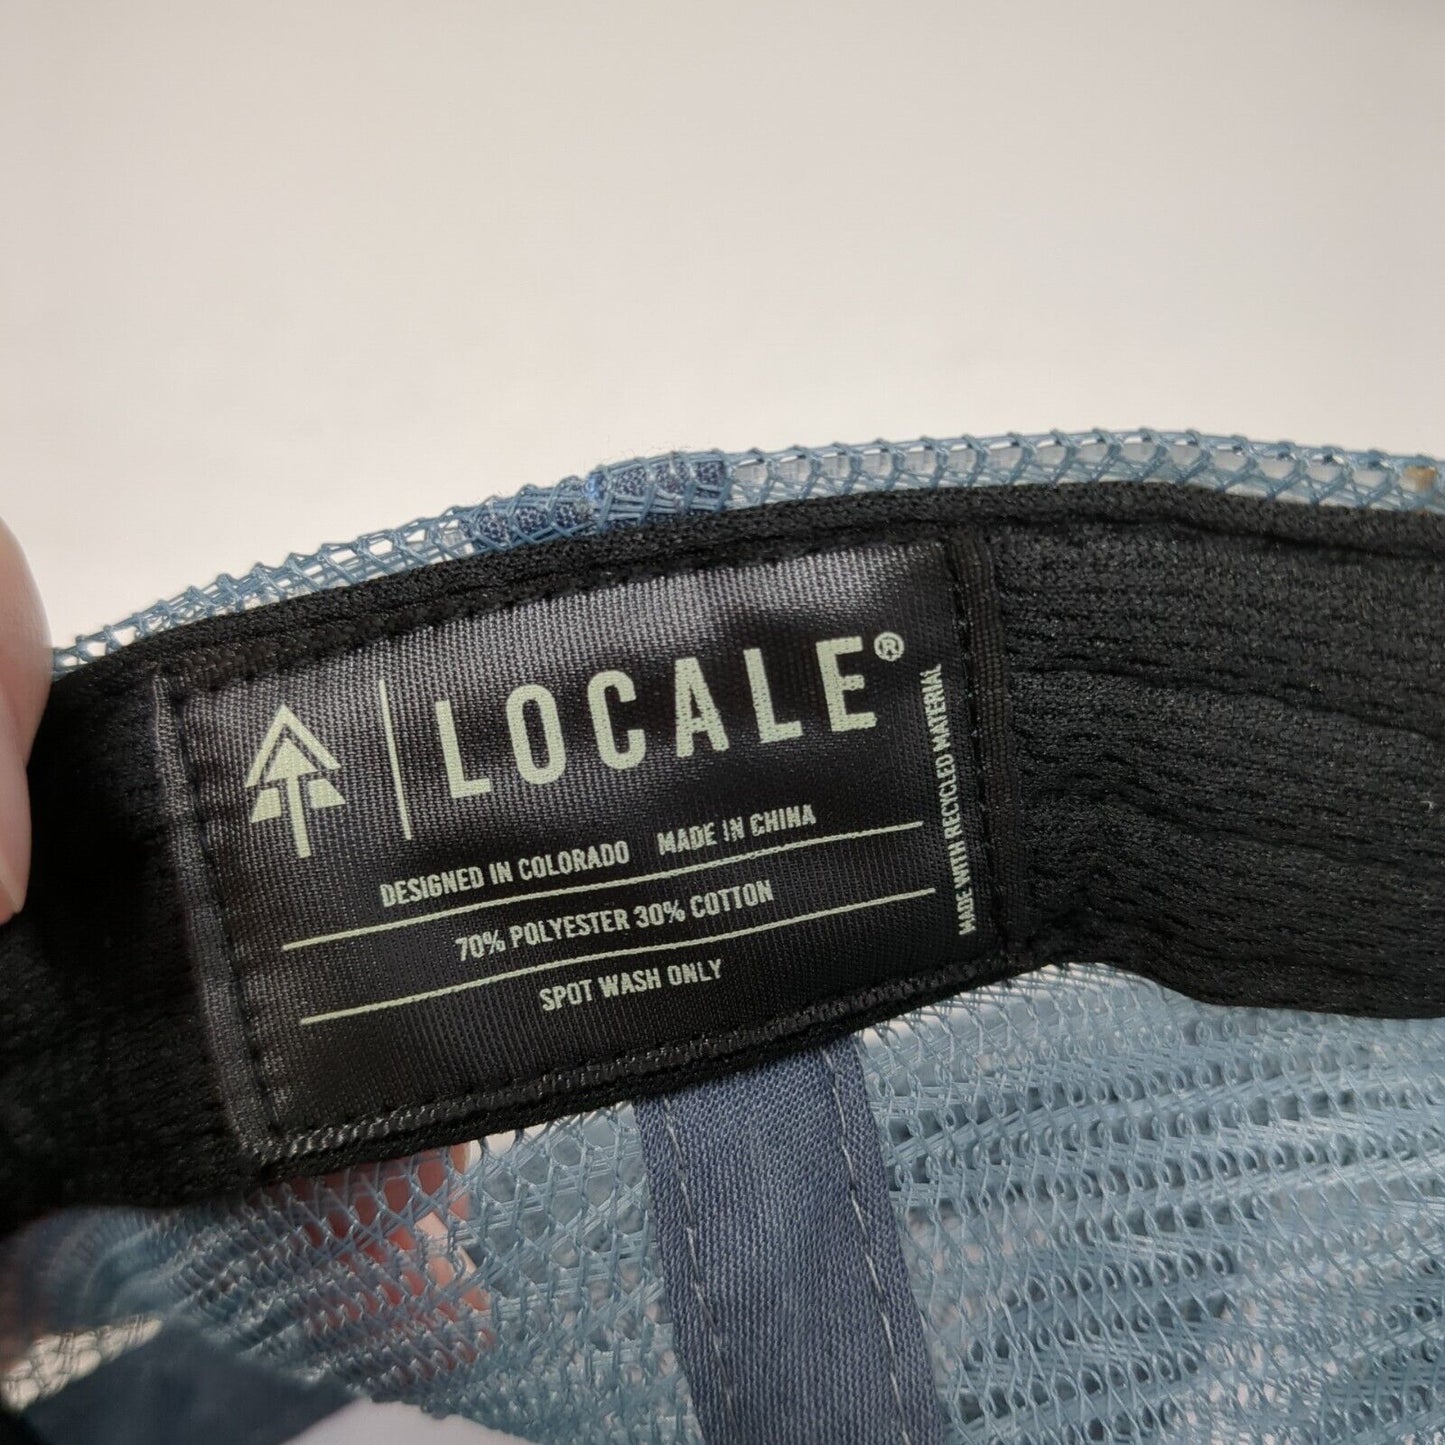 LOCALE®
DESIGNED IN COLORADO MADE IN CHINA
70% POLYESTER 30% COTTON
SPOT WASH ONLY
MADE WITH RECYCLED MATERIAL